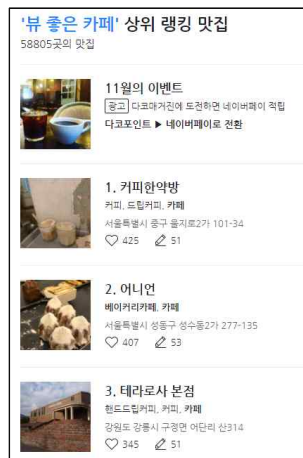 '뷰 좋은 카페' 상위 랭킹 맛집
58805곳의 맛집
11월의 이벤트
광고 다코매거진에 도전하면 네이버페이 적립
다코포인트 ▶ 네이버페이로 전환
1. 커피한약방
커피, 드립커피, 카페
서울특별시 중구 을지로2가 101-34
425 51
2. 어니언
베이커리카페, 카페
서울특별시 성동구 성수동2가 277-135
407 53
3. 테라로사 본점
핸드드립커피, 커피, 카페
강원도 강릉시 구정면 어단리 산314
345 51